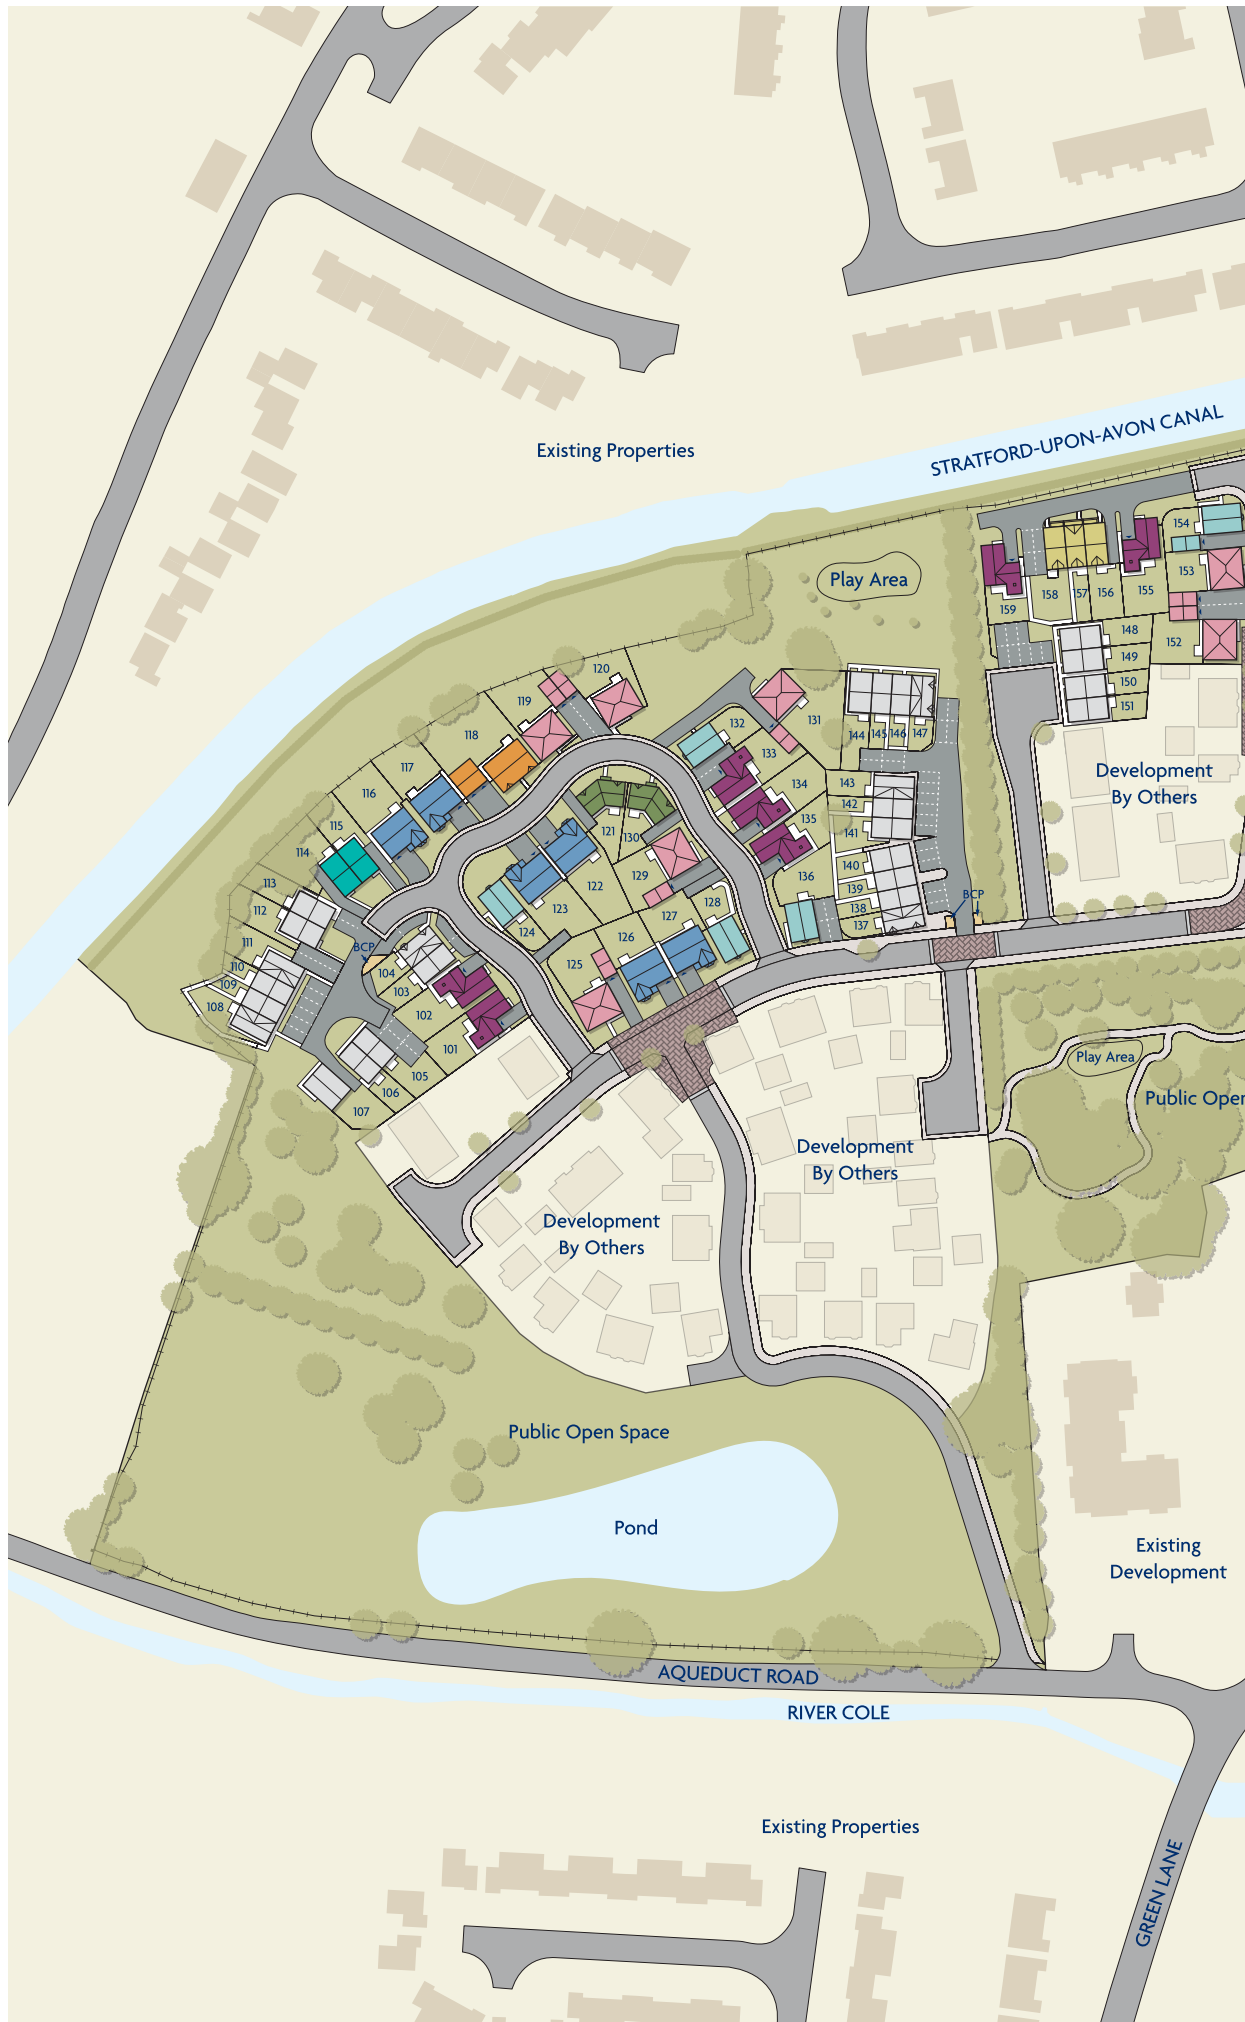 STRATFORD-UPON-AVON CANAL
Existing Properties
Play Area
154
153
152
155
156
157
158
159
148
149
150
151
120
119
118
117
116
115
114
113
112
111
110
109
108
132
131
133
134
135
136
144
145
146
147
143
142
141
140
139
138
137
BCP
121
130
129
128
122
123
124
127
126
125
BCP
104
103
102
101
105
106
107
Development
By Others
Play Area
Public Open
Development
By Others
Development
By Others
Public Open Space
Pond
Existing
Development
AQUEDUCT ROAD
RIVER COLE
Existing Properties
GREEN LANE